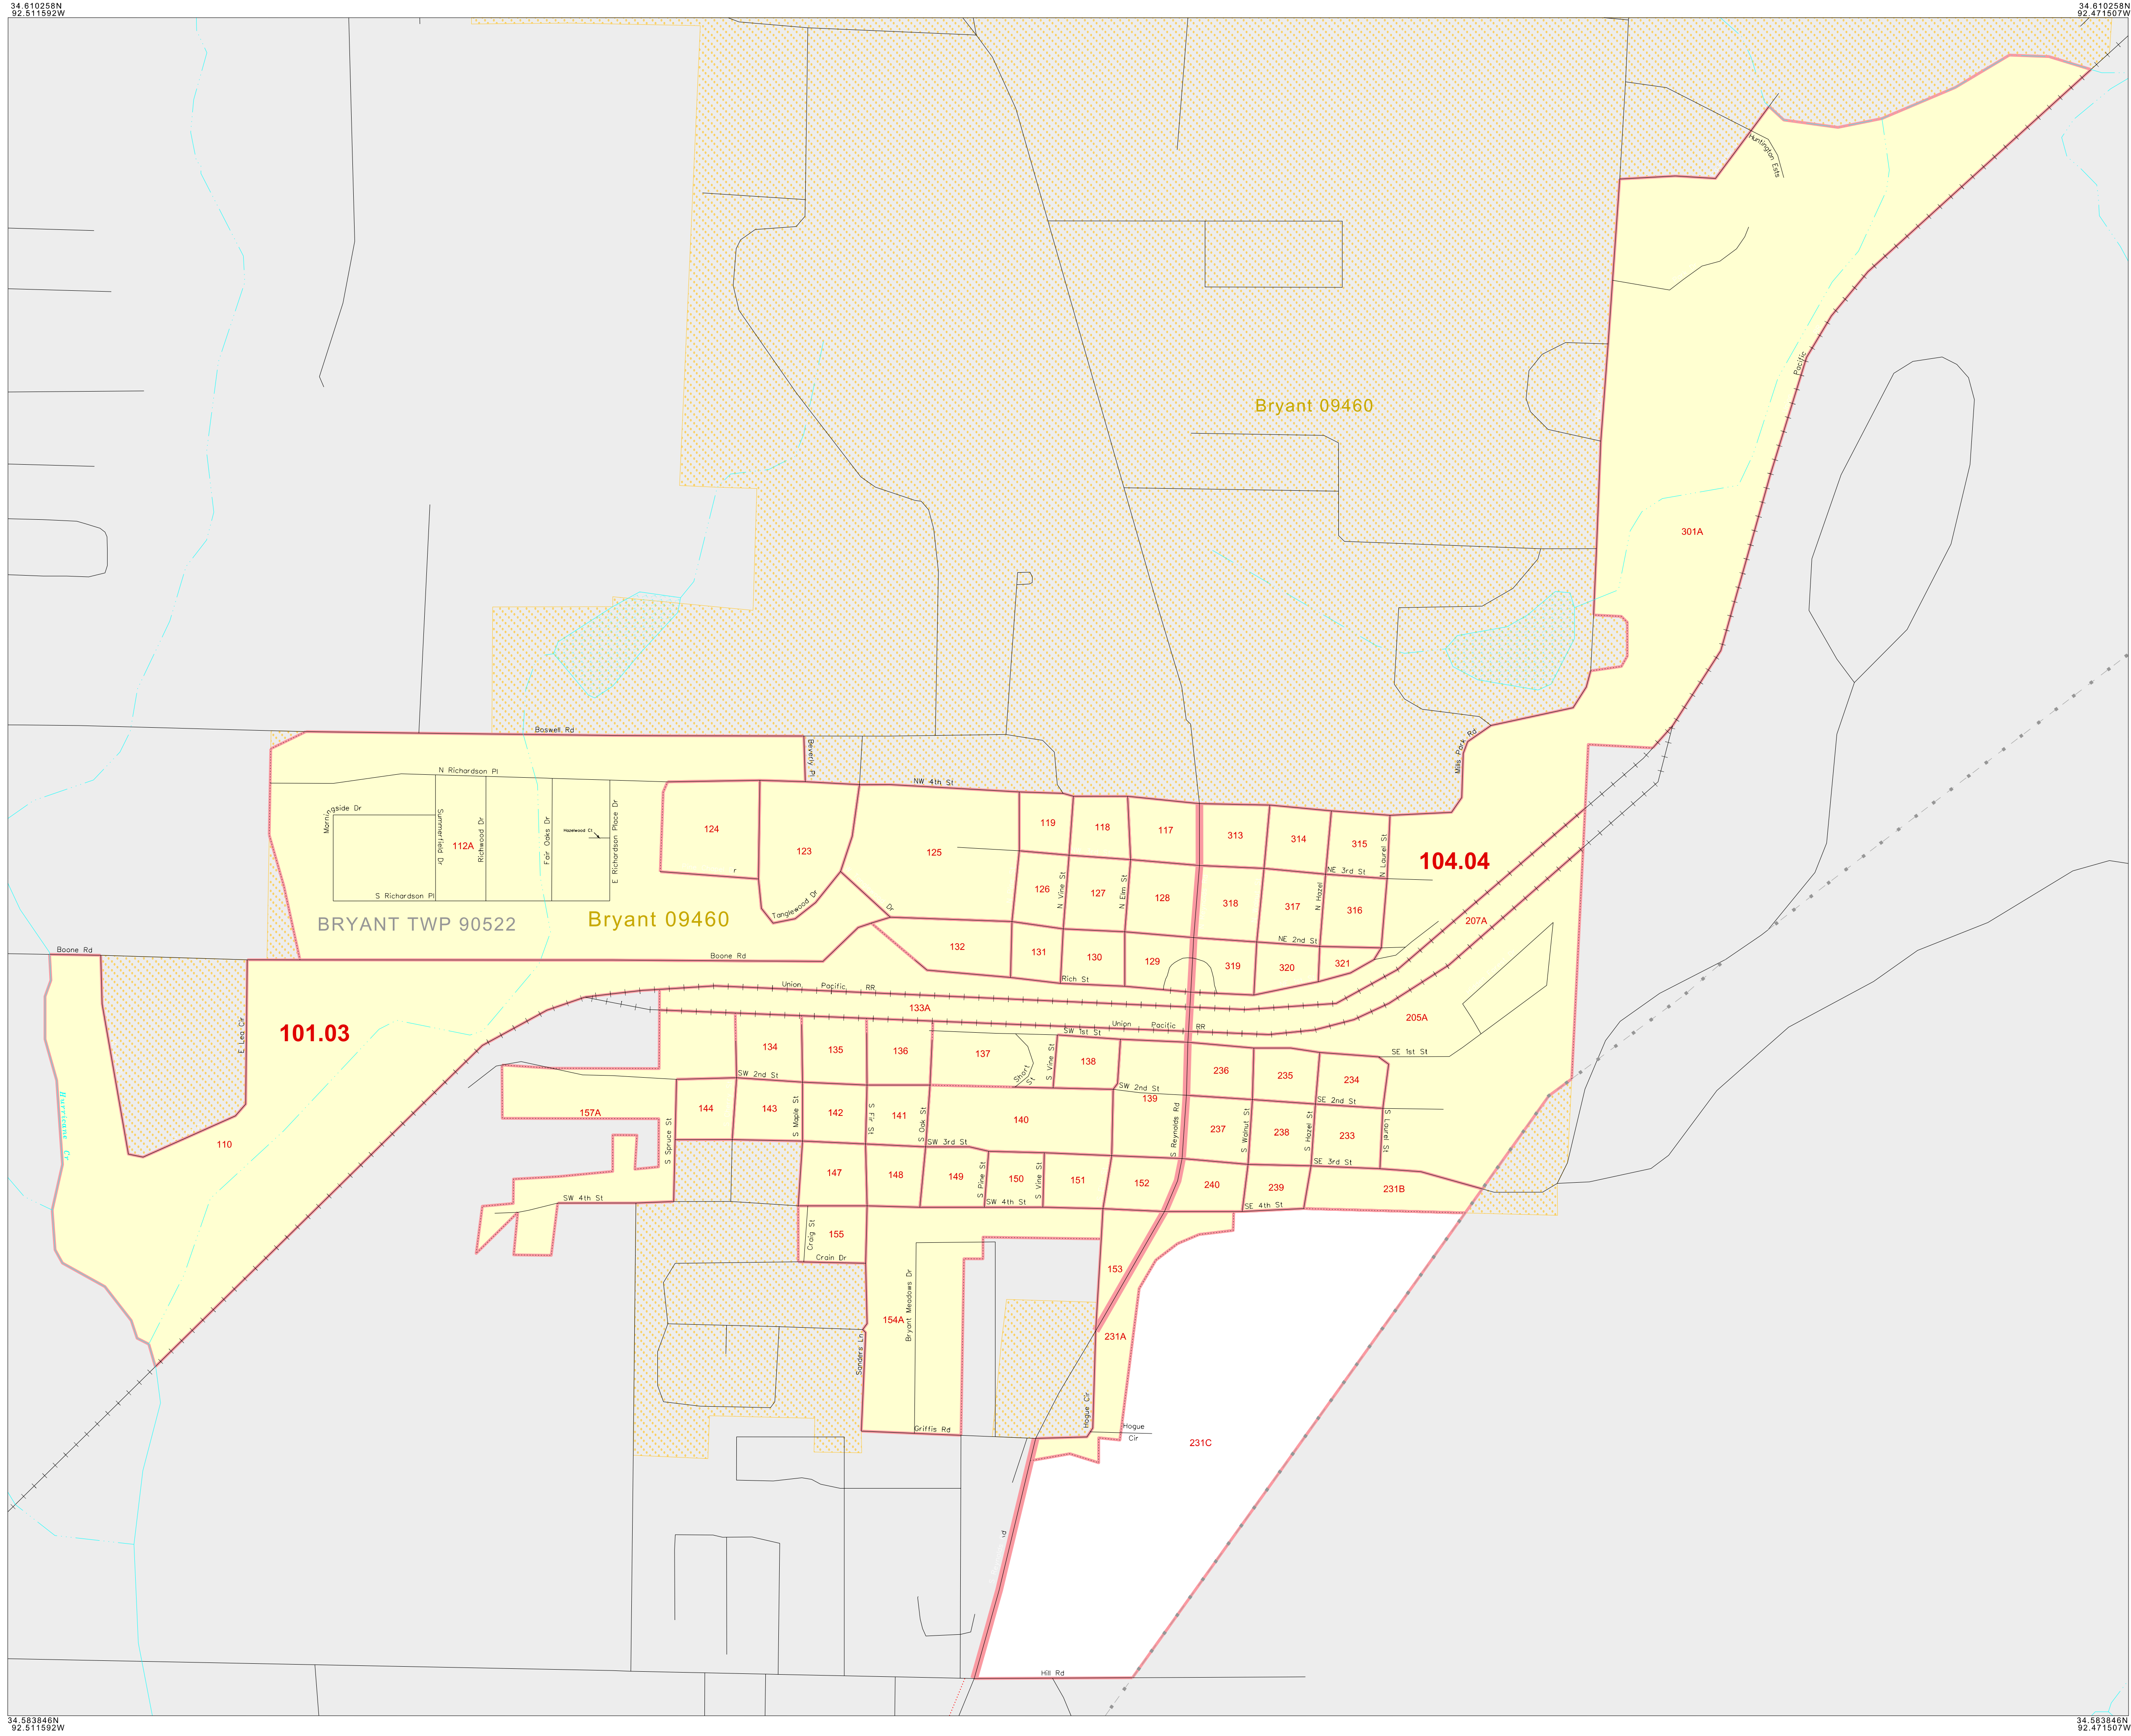 34.610258N
92.511592W
34.610258N
92.471507W
Huntington Ests
Pacific
Bryant 09460
301A
Boswell Rd
Beverly Pl
Mills Park Rd
N Richardson Pl
NW 4th St
Morningside Dr
Summerfield Dr
Richwood Dr
Fair Oaks Dr
Hazelwood Ct
E Richardson Place Dr
112A
124
123
125
119
118
117
313
314
315
N Laurel St
104.04
NE 3rd St
r
S Richardson Pl
Tanglewood Dr
Dr
126
N Vine St
127
N Elm St
128
318
317
N Hazel
316
BRYANT TWP 90522
Bryant 09460
207A
Boone Rd
Boone Rd
132
131
130
129
319
320
321
NE 2nd St
Rich St
Union Pacific RR
133A
205A
E Lea Cir
101.03
Union Pacific RR
SW 1st St
SE 1st St
134
135
136
137
Short St
S Vine St
138
236
235
234
SW 2nd St
SW 2nd St
SE 2nd St
Hurricane Cr
157A
144
143
S Maple St
142
S Fir St
141
S Oak St
140
139
S Reynolds Rd
237
S Walnut St
238
S Hazel St
233
S Laurel St
S Spruce St
110
SW 3rd St
SE 3rd St
147
148
149
S Pine St
150
S Vine St
151
152
240
239
231B
SW 4th St
SW 4th St
SE 4th St
Craig St
155
Crain Dr
153
154A
Bryant Meadows Dr
Sanders Ln
231A
Hogue Cir
Griffis Rd
Hogue
Cir
231C
d
Hill Rd
34.583846N
92.511592W
34.583846N
92.471507W